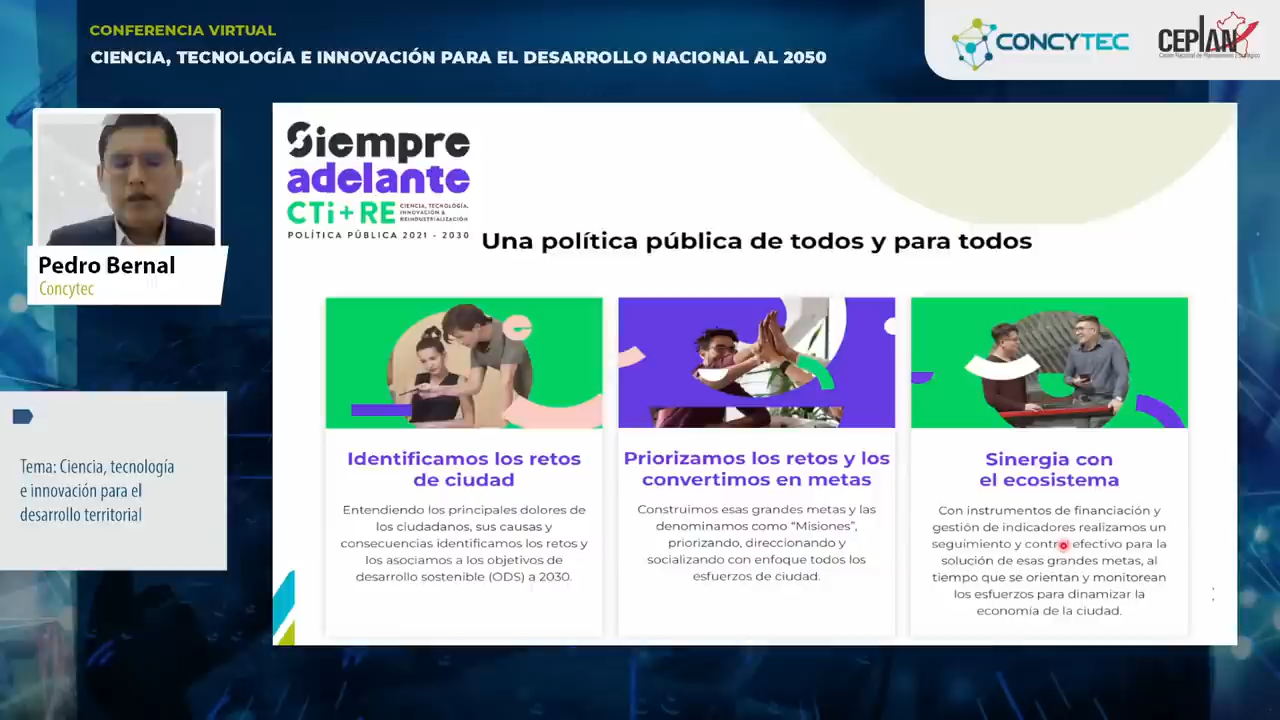 CONFERENCIA VIRTUAL
CIENCIA, TECNOLOGÍA E INNOVACIÓN PARA EL DESARROLLO NACIONAL AL 2050
CONCYTEC
CEPLAN
Centro Nacional de Planeamiento Estratégico
Pedro Bernal
Concytec
Tema: Ciencia, tecnología
e innovación para el
desarrollo territorial
Siempre
adelante
CTi+RE
CIENCIA, TECNOLOGÍA,
INNOVACIÓN &
REINDUSTRIALIZACIÓN
POLÍTICA PÚBLICA 2021 - 2030
Una política pública de todos y para todos
Identificamos los retos
de ciudad
Entendiendo los principales dolores de
los ciudadanos, sus causas y
consecuencias identificamos los retos y
los asociamos a los objetivos de
desarrollo sostenible (ODS) a 2030.
Priorizamos los retos y los
convertimos en metas
Construimos esas grandes metas y las
denominamos como “Misiones”,
priorizando, direccionando y
socializando con enfoque todos los
esfuerzos de ciudad.
Sinergia con
el ecosistema
Con instrumentos de financiación y
gestión de indicadores realizamos un
seguimiento y control efectivo para la
solución de esas grandes metas, al
tiempo que se orientan y monitorean
los esfuerzos para dinamizar la
economía de la ciudad.